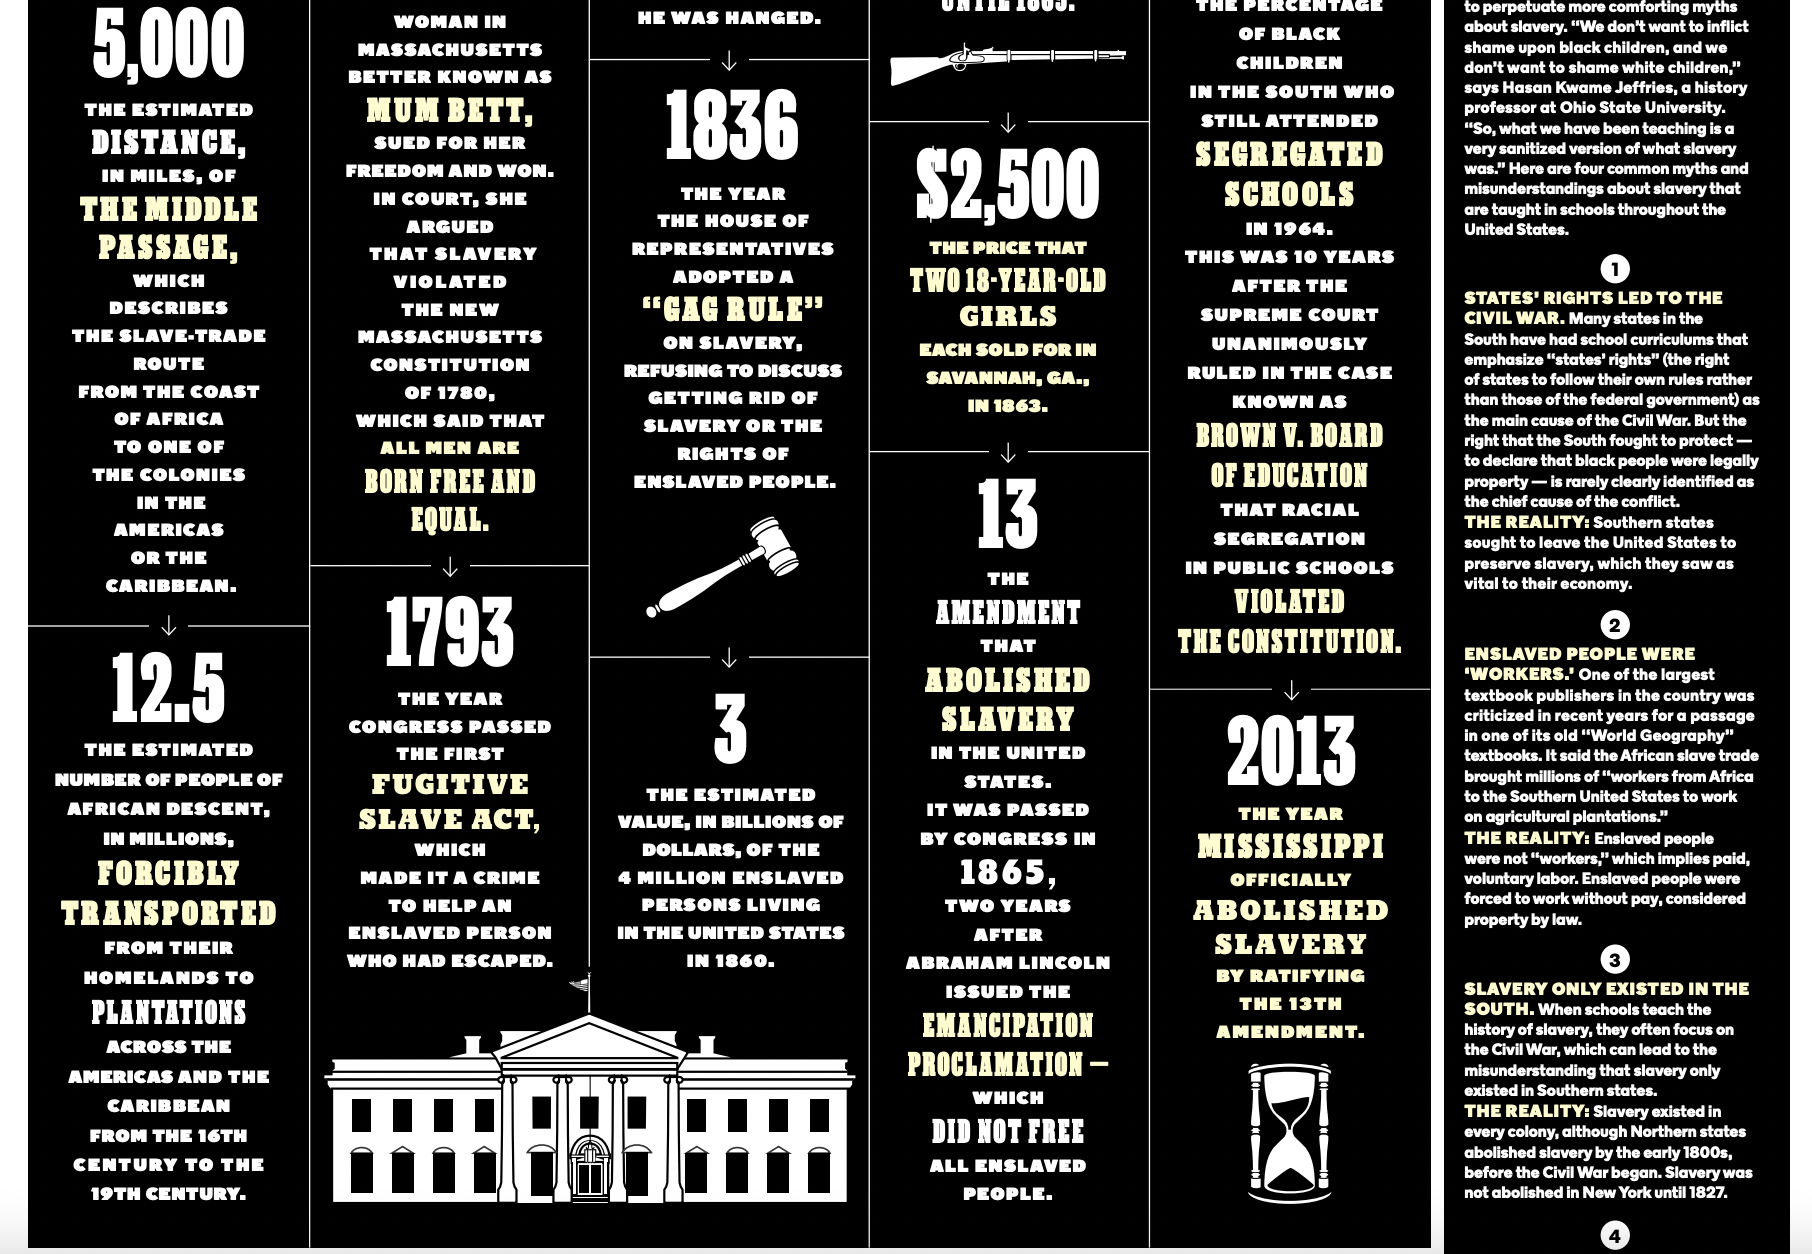 5,000
THE ESTIMATED
DISTANCE,
IN MILES, OF
THE MIDDLE
PASSAGE,
WHICH
DESCRIBES
THE SLAVE-TRADE
ROUTE
FROM THE COAST
OF AFRICA
TO ONE OF
THE COLONIES
IN THE
AMERICAS
OR THE
CARIBBEAN.
12.5
THE ESTIMATED
NUMBER OF PEOPLE OF
AFRICAN DESCENT,
IN MILLIONS,
FORCIBLY
TRANSPORTED
FROM THEIR
HOMELANDS TO
PLANTATIONS
ACROSS THE
AMERICAS AND THE
CARIBBEAN
FROM THE 16TH
CENTURY TO THE
19TH CENTURY.
WOMAN IN
MASSACHUSETTS
BETTER KNOWN AS
MUM BETT,
SUED FOR HER
FREEDOM AND WON.
IN COURT, SHE
ARGUED
THAT SLAVERY
VIOLATED
THE NEW
MASSACHUSETTS
CONSTITUTION
OF 1780,
WHICH SAID THAT
ALL MEN ARE
BORN FREE AND
EQUAL.
1793
THE YEAR
CONGRESS PASSED
THE FIRST
FUGITIVE
SLAVE ACT,
WHICH
MADE IT A CRIME
TO HELP AN
ENSLAVED PERSON
WHO HAD ESCAPED.
HE WAS HANGED.
1836
THE YEAR
THE HOUSE OF
REPRESENTATIVES
ADOPTED A
“GAG RULE”
ON SLAVERY,
REFUSING TO DISCUSS
GETTING RID OF
SLAVERY OR THE
RIGHTS OF
ENSLAVED PEOPLE.
3
THE ESTIMATED
VALUE, IN BILLIONS OF
DOLLARS, OF THE
4 MILLION ENSLAVED
PERSONS LIVING
IN THE UNITED STATES
IN 1860.
UNTIL 1865.
$2,500
THE PRICE THAT
TWO 18-YEAR-OLD
GIRLS
EACH SOLD FOR IN
SAVANNAH, GA.,
IN 1863.
13
THE
AMENDMENT
THAT
ABOLISHED
SLAVERY
IN THE UNITED
STATES.
IT WAS PASSED
BY CONGRESS IN
1865,
TWO YEARS
AFTER
ABRAHAM LINCOLN
ISSUED THE
EMANCIPATION
PROCLAMATION —
WHICH
DID NOT FREE
ALL ENSLAVED
PEOPLE.
THE PERCENTAGE
OF BLACK
CHILDREN
IN THE SOUTH WHO
STILL ATTENDED
SEGREGATED
SCHOOLS
IN 1964.
THIS WAS 10 YEARS
AFTER THE
SUPREME COURT
UNANIMOUSLY
RULED IN THE CASE
KNOWN AS
BROWN V. BOARD
OF EDUCATION
THAT RACIAL
SEGREGATION
IN PUBLIC SCHOOLS
VIOLATED
THE CONSTITUTION.
2013
THE YEAR
MISSISSIPPI
OFFICIALLY
ABOLISHED
SLAVERY
BY RATIFYING
THE 13TH
AMENDMENT.
to perpetuate more comforting myths
about slavery. “We don’t want to inflict
shame upon black children, and we
don’t want to shame white children,”
says Hasan Kwame Jeffries, a history
professor at Ohio State University.
“So, what we have been teaching is a
very sanitized version of what slavery
was.” Here are four common myths and
misunderstandings about slavery that
are taught in schools throughout the
United States.
1
STATES’ RIGHTS LED TO THE
CIVIL WAR. Many states in the
South have had school curriculums that
emphasize “states’ rights” (the right
of states to follow their own rules rather
than those of the federal government) as
the main cause of the Civil War. But the
right that the South fought to protect —
to declare that black people were legally
property — is rarely clearly identified as
the chief cause of the conflict.
THE REALITY: Southern states
sought to leave the United States to
preserve slavery, which they saw as
vital to their economy.
2
ENSLAVED PEOPLE WERE
‘WORKERS.’ One of the largest
textbook publishers in the country was
criticized in recent years for a passage
in one of its old “World Geography”
textbooks. It said the African slave trade
brought millions of “workers from Africa
to the Southern United States to work
on agricultural plantations.”
THE REALITY: Enslaved people
were not “workers,” which implies paid,
voluntary labor. Enslaved people were
forced to work without pay, considered
property by law.
3
SLAVERY ONLY EXISTED IN THE
SOUTH. When schools teach the
history of slavery, they often focus on
the Civil War, which can lead to the
misunderstanding that slavery only
existed in Southern states.
THE REALITY: Slavery existed in
every colony, although Northern states
abolished slavery by the early 1800s,
before the Civil War began. Slavery was
not abolished in New York until 1827.
4